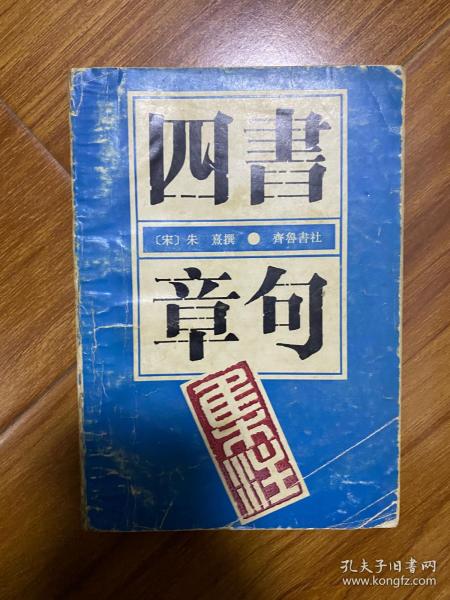 四書
〔宋〕朱熹撰 ● 齊魯書社
章句
集注
孔夫子旧书网
www.kongfz.com